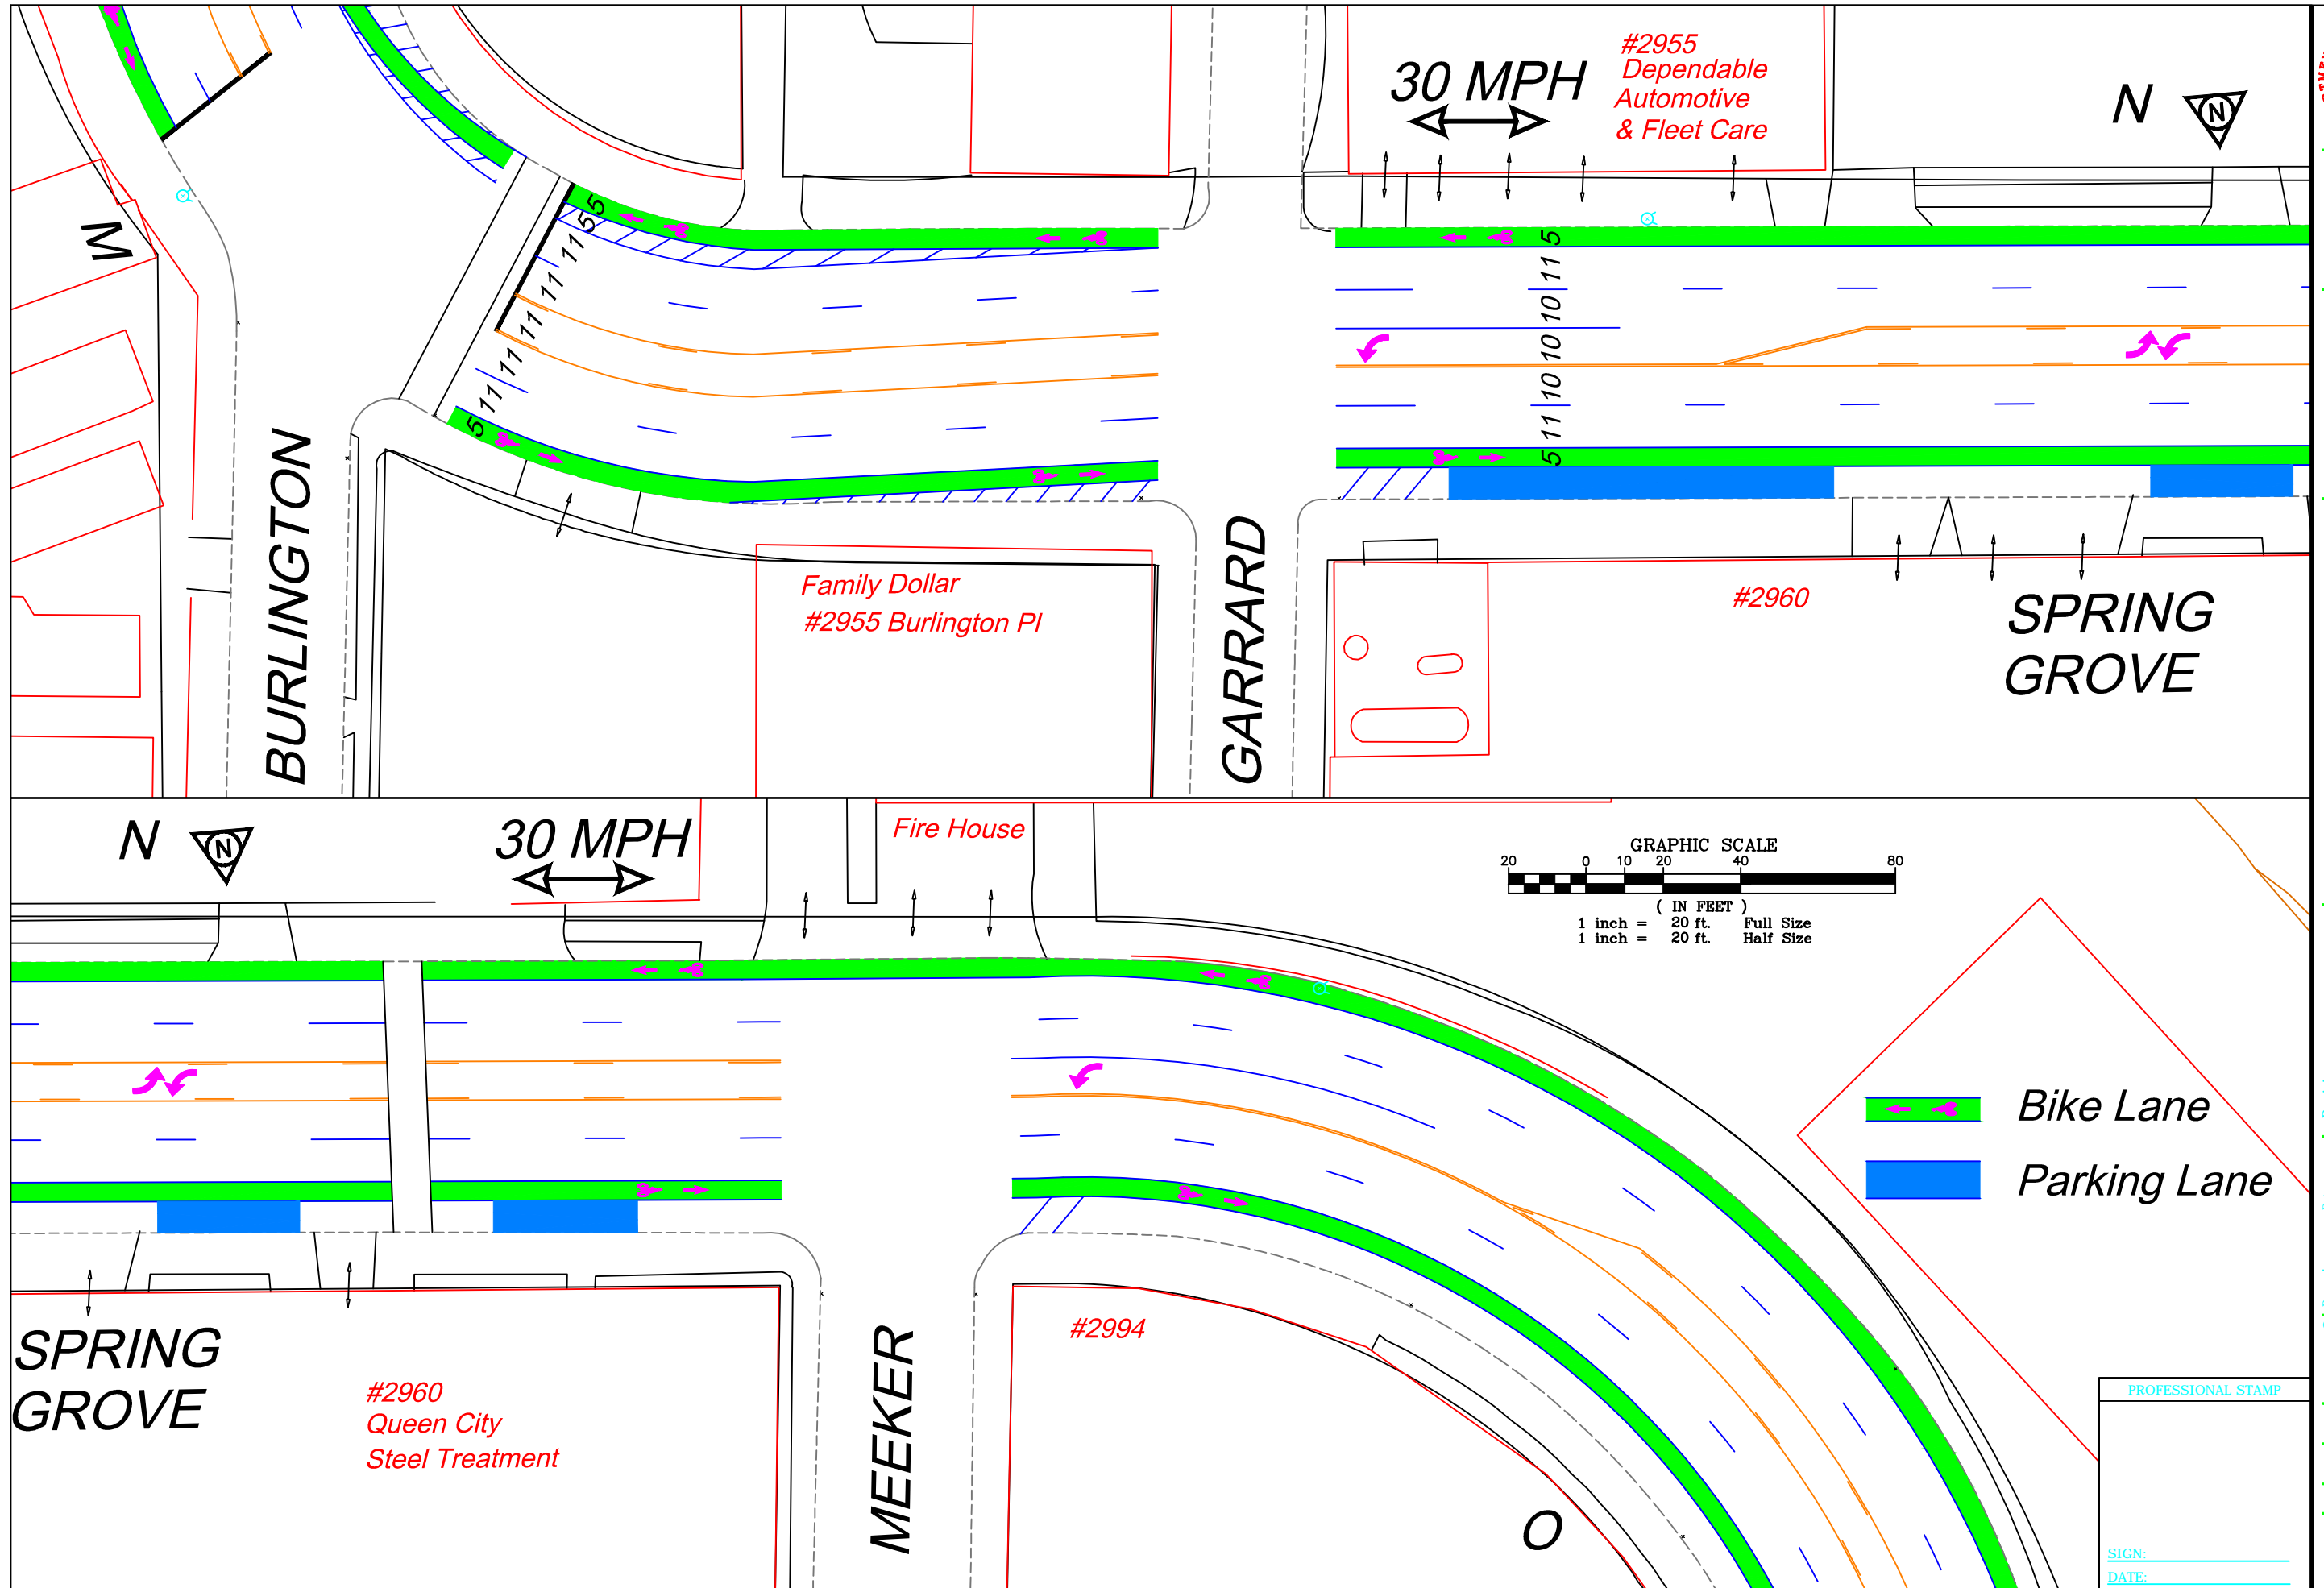 30 MPH
#2955
Dependable
Automotive
& Fleet Care
N
N
M
5
5
11
11
11
11
11
5
5
11
10
10
10
11
5
BURLINGTON
Family Dollar
#2955 Burlington Pl
GARRARD
#2960
SPRING
GROVE
N
N
30 MPH
Fire House
GRAPHIC SCALE
20 0 10 20 40 80
( IN FEET )
1 inch = 20 ft. Full Size
1 inch = 20 ft. Half Size
Bike Lane
Parking Lane
SPRING
GROVE
#2960
Queen City
Steel Treatment
MEEKER
#2994
O
PROFESSIONAL STAMP
SIGN:
DATE: